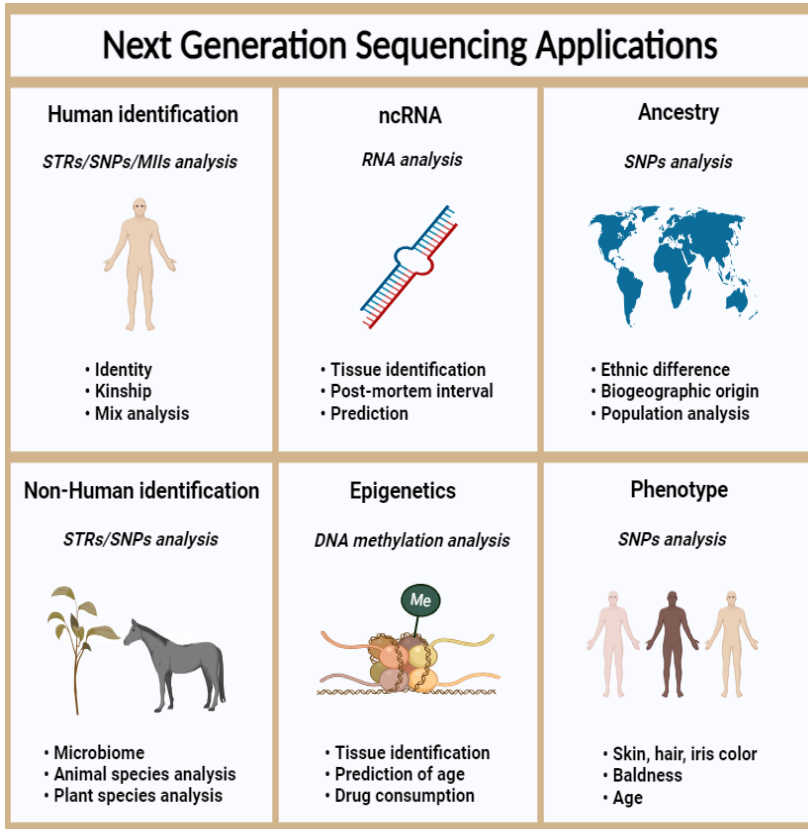 Next Generation Sequencing Applications
Human identification
STRs/SNPs/MIIs analysis
• Identity
• Kinship
• Mix analysis
ncRNA
RNA analysis
• Tissue identification
• Post-mortem interval
• Prediction
Ancestry
SNPs analysis
• Ethnic difference
• Biogeographic origin
• Population analysis
Non-Human identification
STRs/SNPs analysis
• Microbiome
• Animal species analysis
• Plant species analysis
Epigenetics
DNA methylation analysis
Me
• Tissue identification
• Prediction of age
• Drug consumption
Phenotype
SNPs analysis
• Skin, hair, iris color
• Baldness
• Age